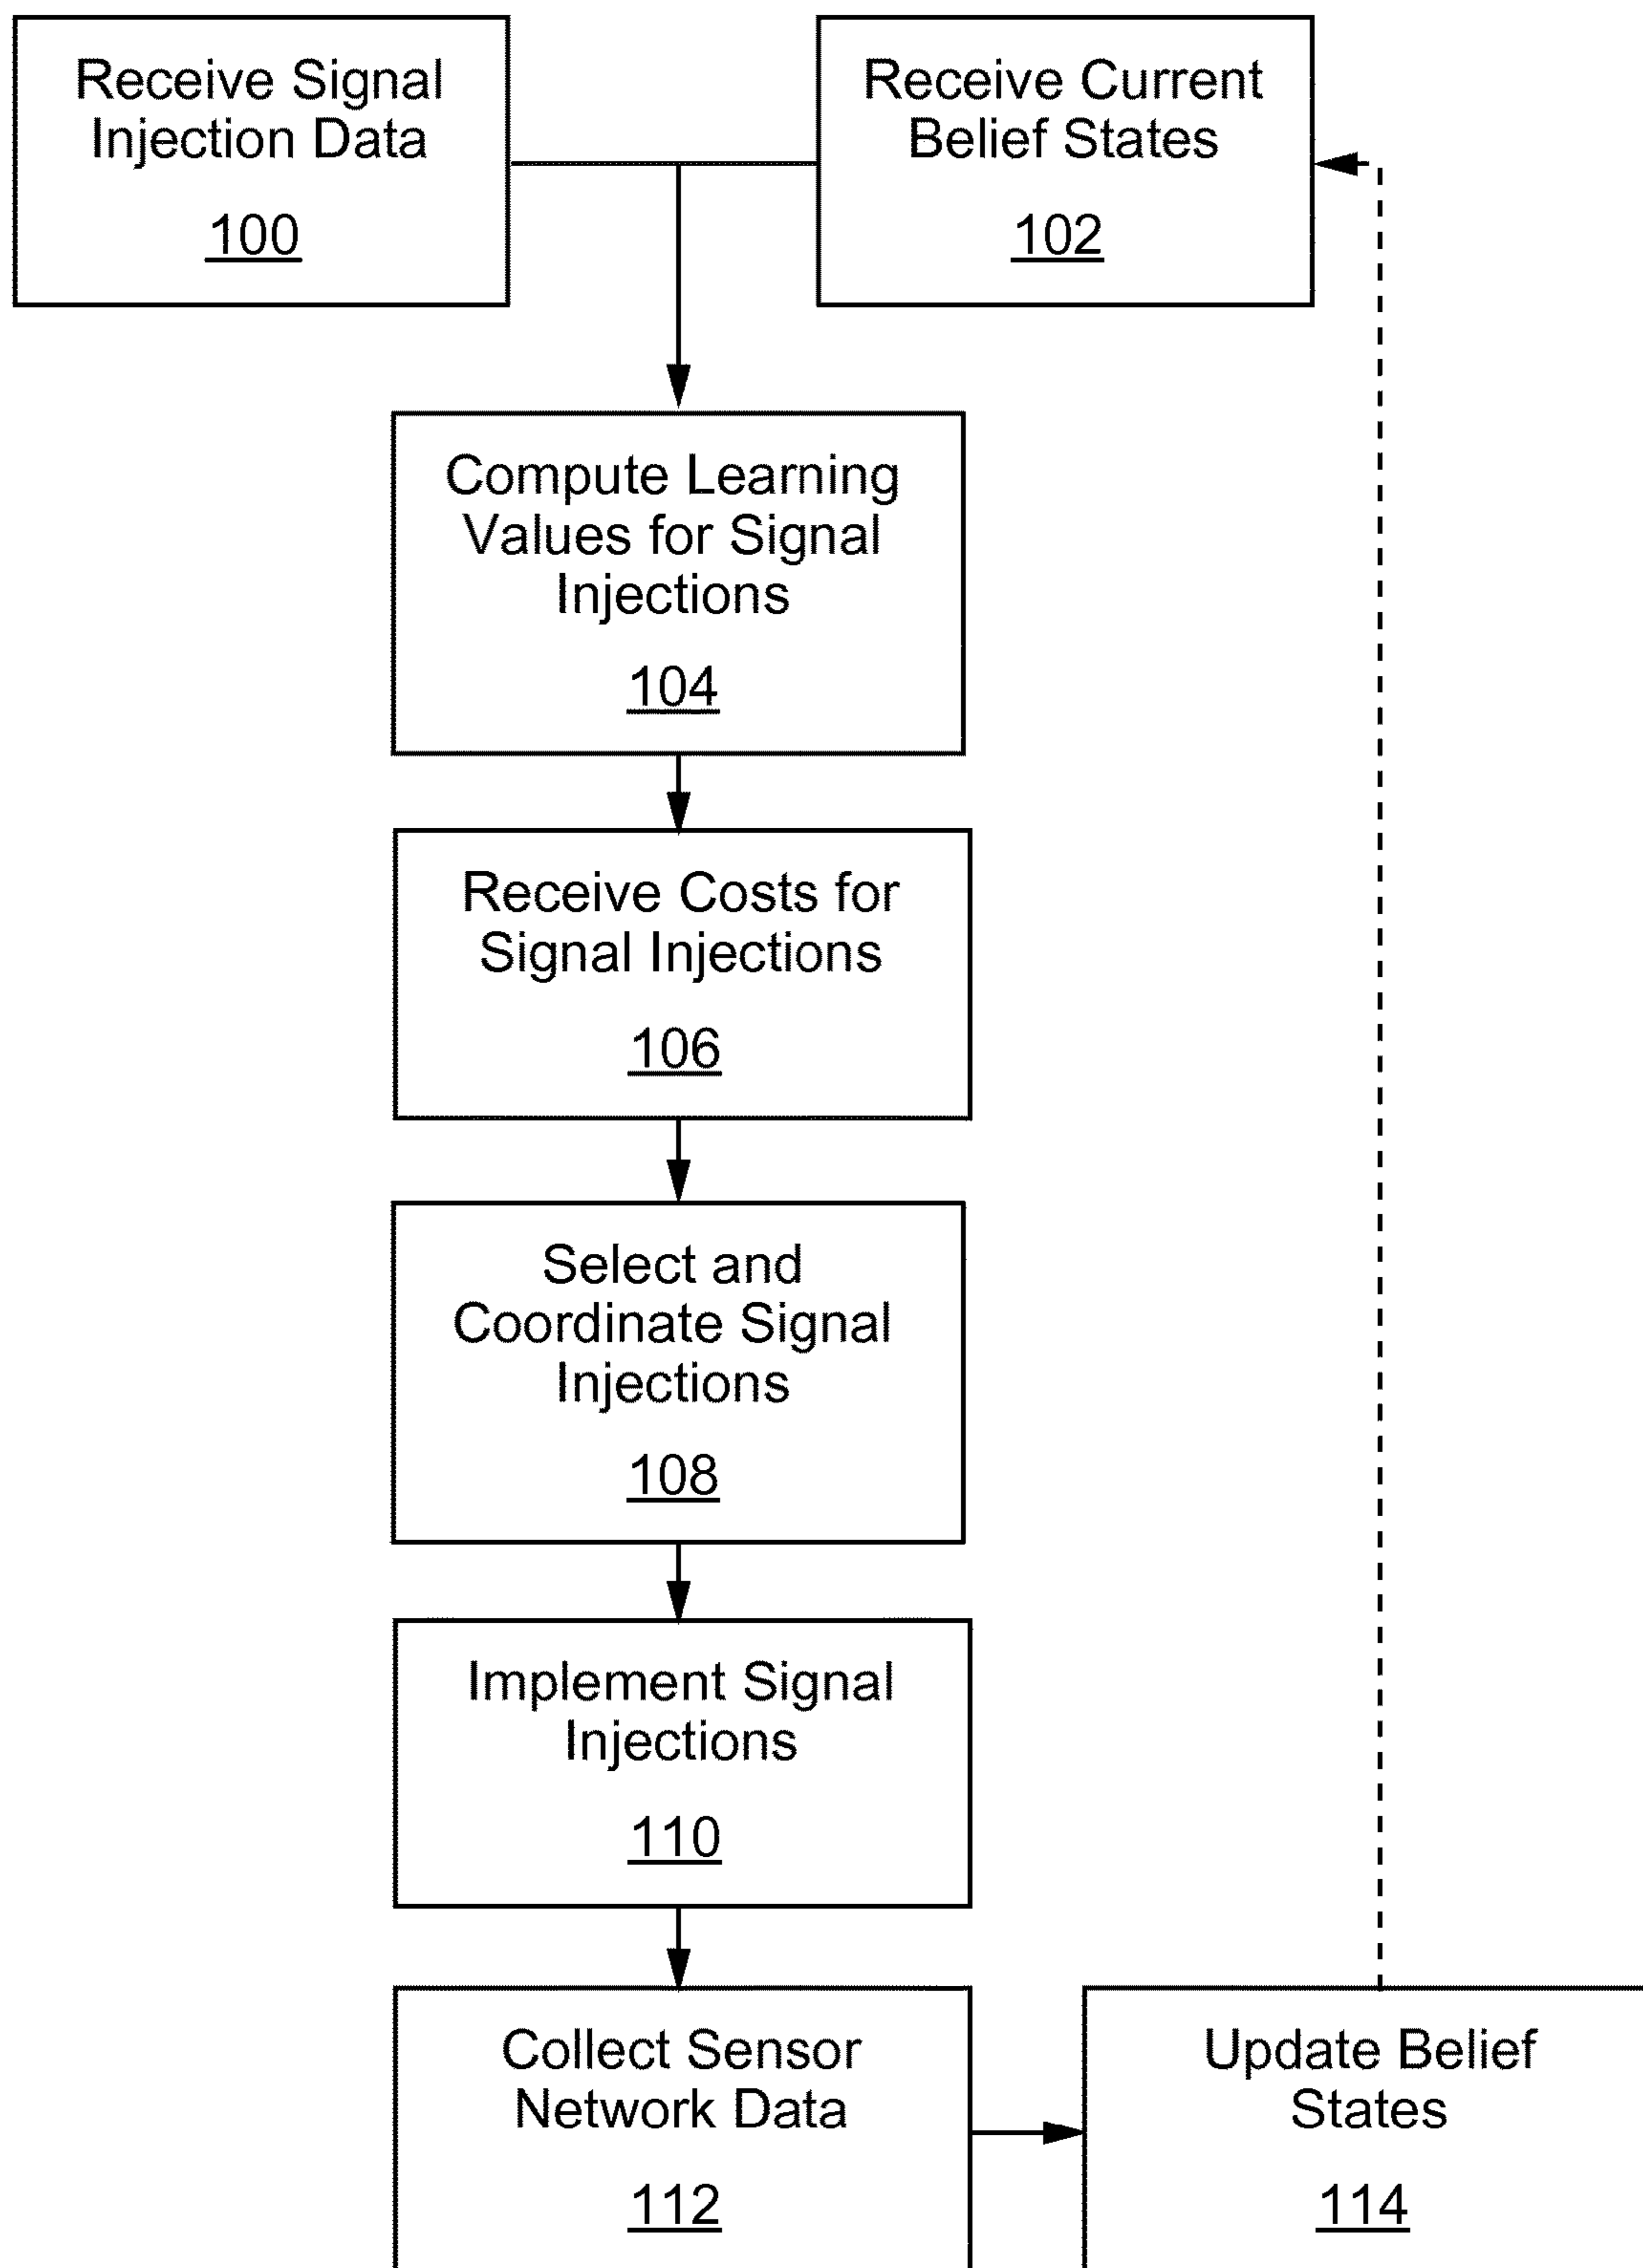 Receive Signal
Injection Data
100
Receive Current
Belief States
102
Compute Learning
Values for Signal
Injections
104
Receive Costs for
Signal Injections
106
Select and
Coordinate Signal
Injections
108
Implement Signal
Injections
110
Collect Sensor
Network Data
112
Update Belief
States
114